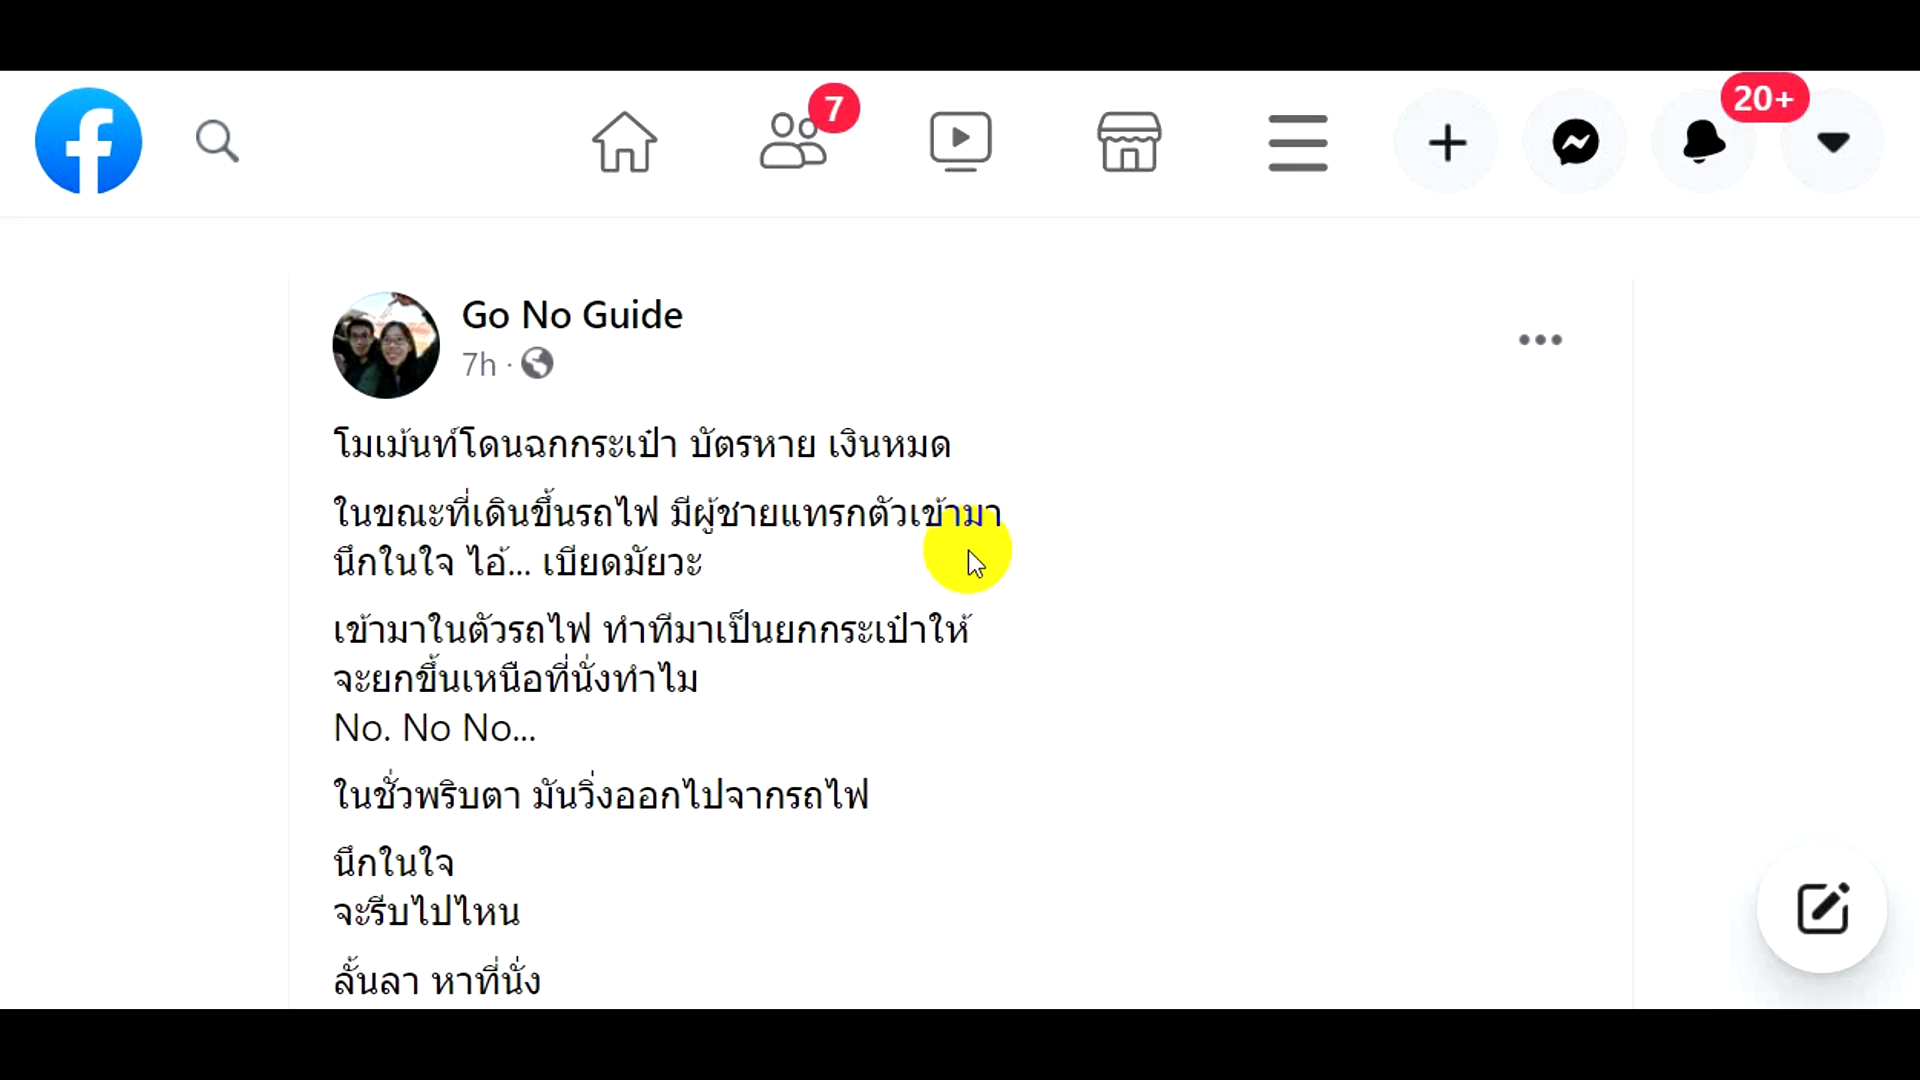 7
20+
Go No Guide
7h ·
โมเม้นท์โดนฉกกระเป๋า บัตรหาย เงินหมด
ในขณะที่เดินขึ้นรถไฟ มีผู้ชายแทรกตัวเข้ามา
นึกในใจ ไอ้... เบียดมัยวะ
เข้ามาในตัวรถไฟ ทำทีมาเป็นยกกระเป๋าให้
จะยกขึ้นเหนือที่นั่งทำไม
No. No No...
ในชั่วพริบตา มันวิ่งออกไปจากรถไฟ
นึกในใจ
จะรีบไปไหน
ลั้นลา หาที่นั่ง